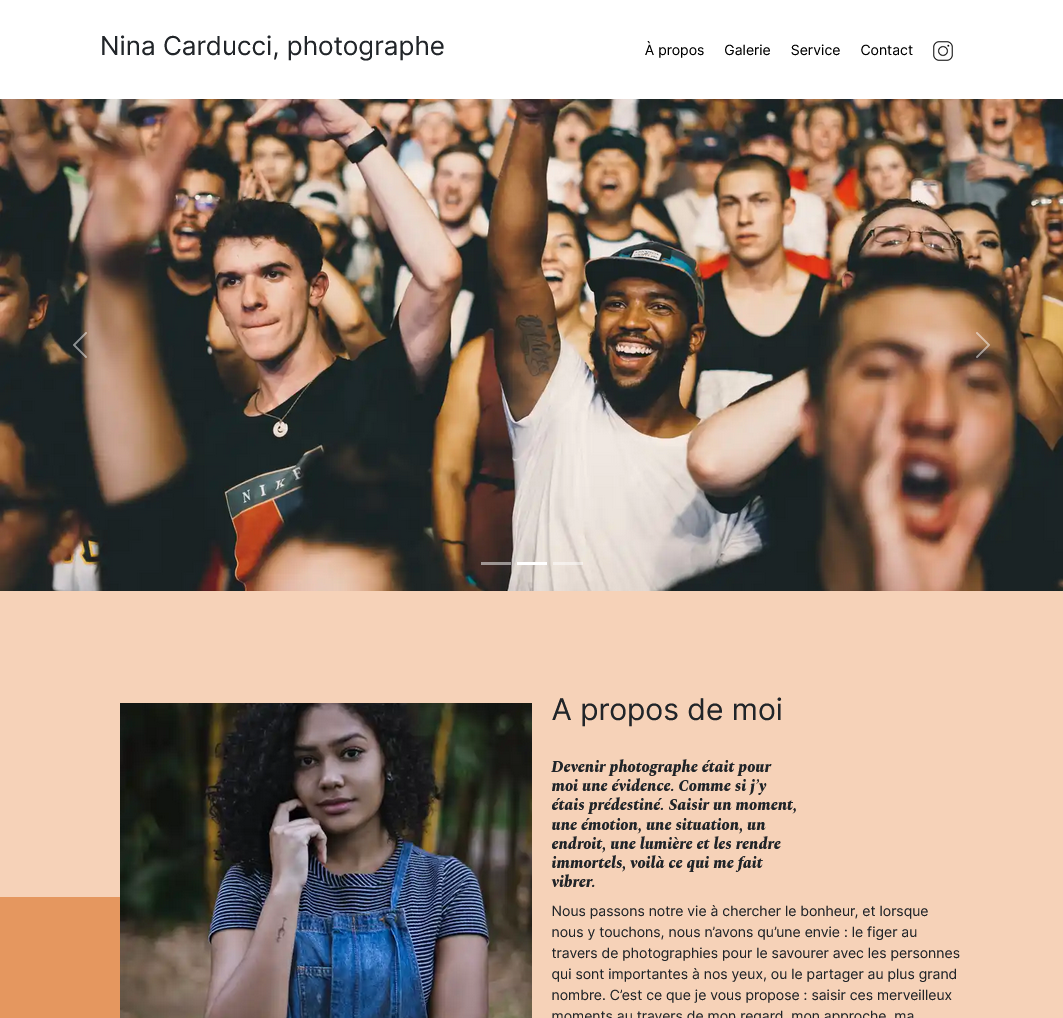 Nina Carducci, photographe
À propos Galerie Service Contact
NIKE
A propos de moi
Devenir photographe était pour
moi une évidence. Comme si j’y
étais prédestiné. Saisir un moment,
une émotion, une situation, un
endroit, une lumière et les rendre
immortels, voilà ce qui me fait
vibrer.
Nous passons notre vie à chercher le bonheur, et lorsque
nous y touchons, nous n’avons qu’une envie : le figer au
travers de photographies pour le savourer avec les personnes
qui sont importantes à nos yeux, ou le partager au plus grand
nombre. C’est ce que je vous propose : saisir ces merveilleux
moments au travers de mon regard, mon approche, ma